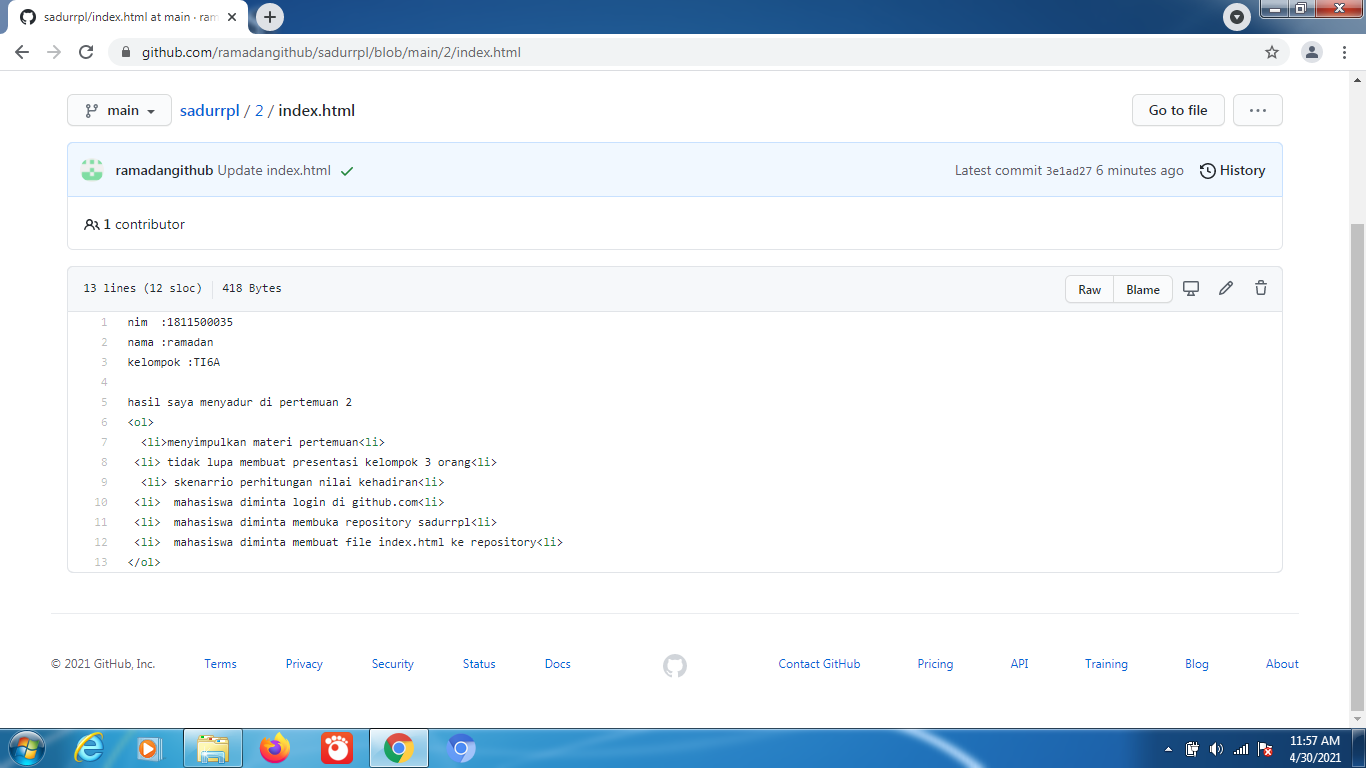 sadurrpl/index.html at main · ram
github.com/ramadangithub/sadurrpl/blob/main/2/index.html
main
sadurrpl / 2 / index.html
Go to file
ramadangithub Update index.html
Latest commit 3e1ad27 6 minutes ago
History
1 contributor
13 lines (12 sloc)
418 Bytes
Raw
Blame
1 nim  :1811500035
2 nama :ramadan
3 kelompok :TI6A
4
5 hasil saya menyadur di pertemuan 2
6 <ol>
7   <li>menyimpulkan materi pertemuan<li>
8  <li> tidak lupa membuat presentasi kelompok 3 orang<li>
9   <li> skenarrio perhitungan nilai kehadiran<li>
10  <li>  mahasiswa diminta login di github.com<li>
11  <li>  mahasiswa diminta membuka repository sadurrpl<li>
12  <li>  mahasiswa diminta membuat file index.html ke repository<li>
13 </ol>
© 2021 GitHub, Inc.
Terms
Privacy
Security
Status
Docs
Contact GitHub
Pricing
API
Training
Blog
About
11:57 AM
4/30/2021